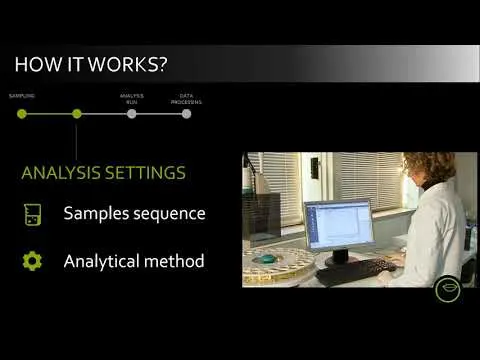 HOW IT WORKS?
SAMPLING
ANALYSIS
RUN
DATA
PROCESSING
ANALYSIS SETTINGS
Samples sequence
Analytical method